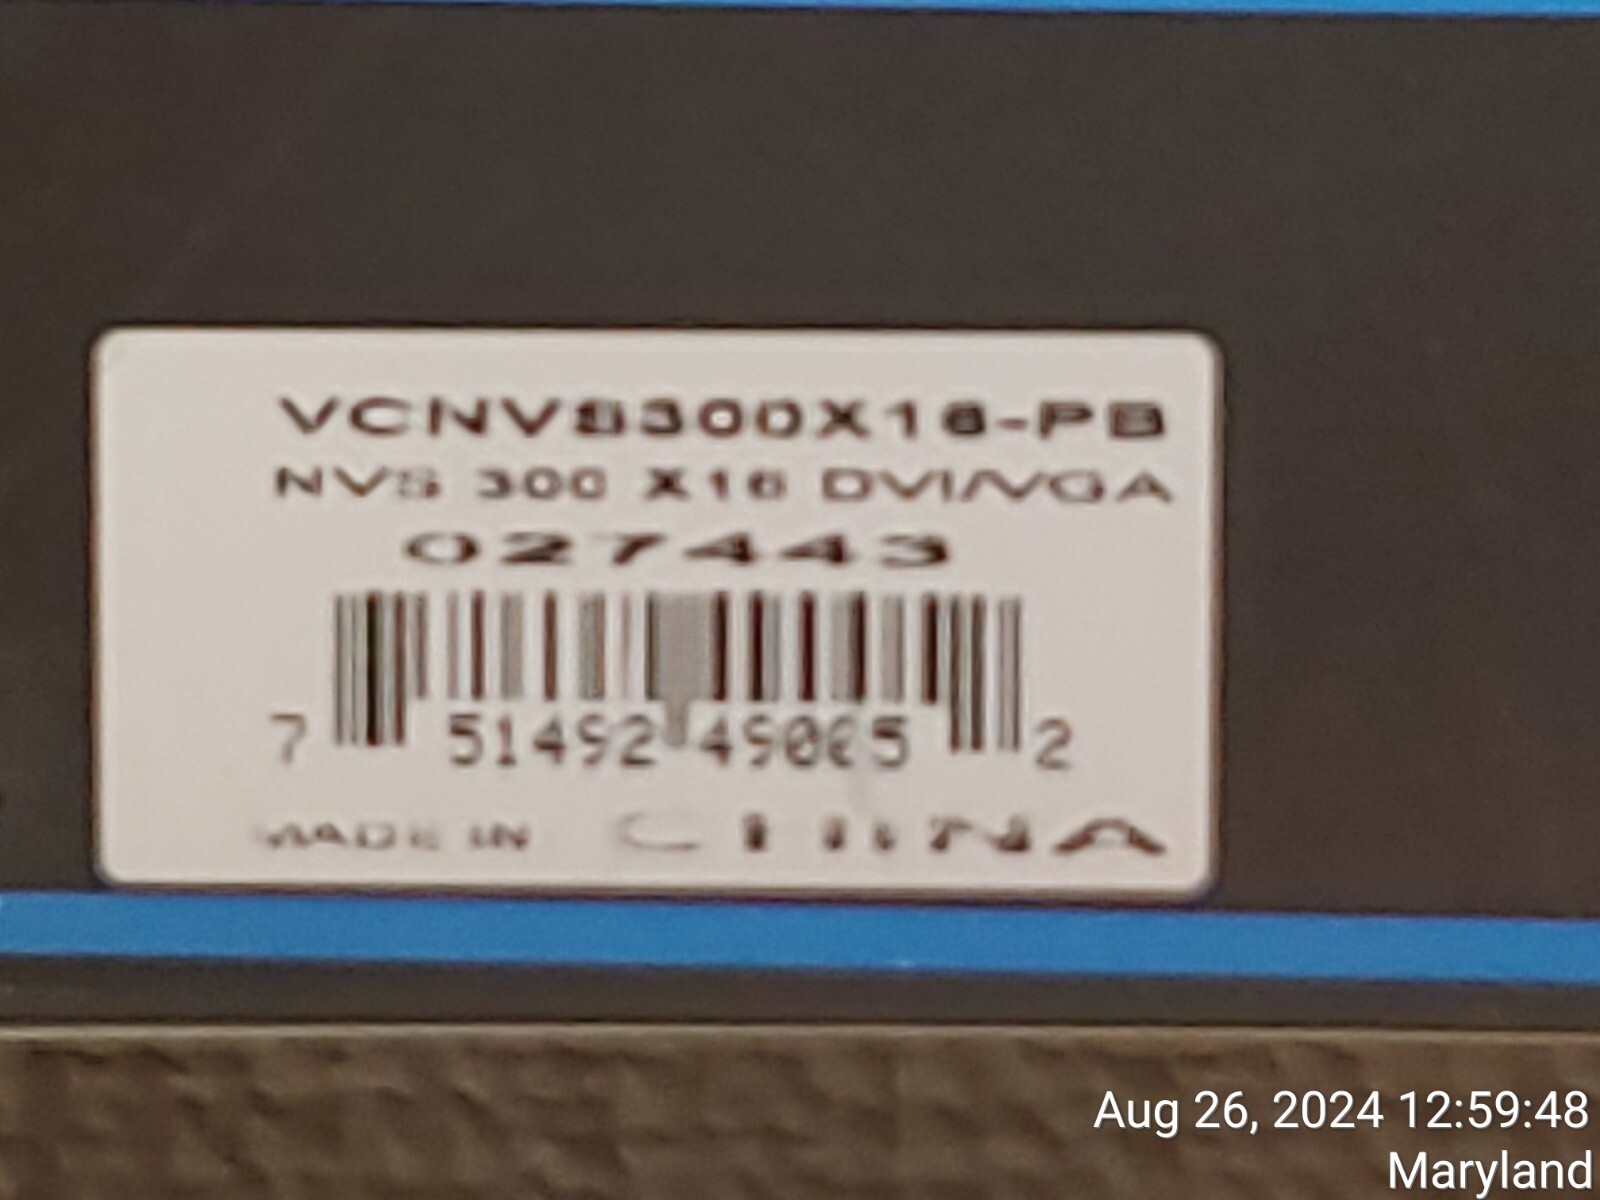 VCNVS300X16-PB
NVS 300 X16 DVI/VGA
027443
7 51492 49065 2
MADE IN CHINA
Aug 26, 2024 12:59:48
Maryland